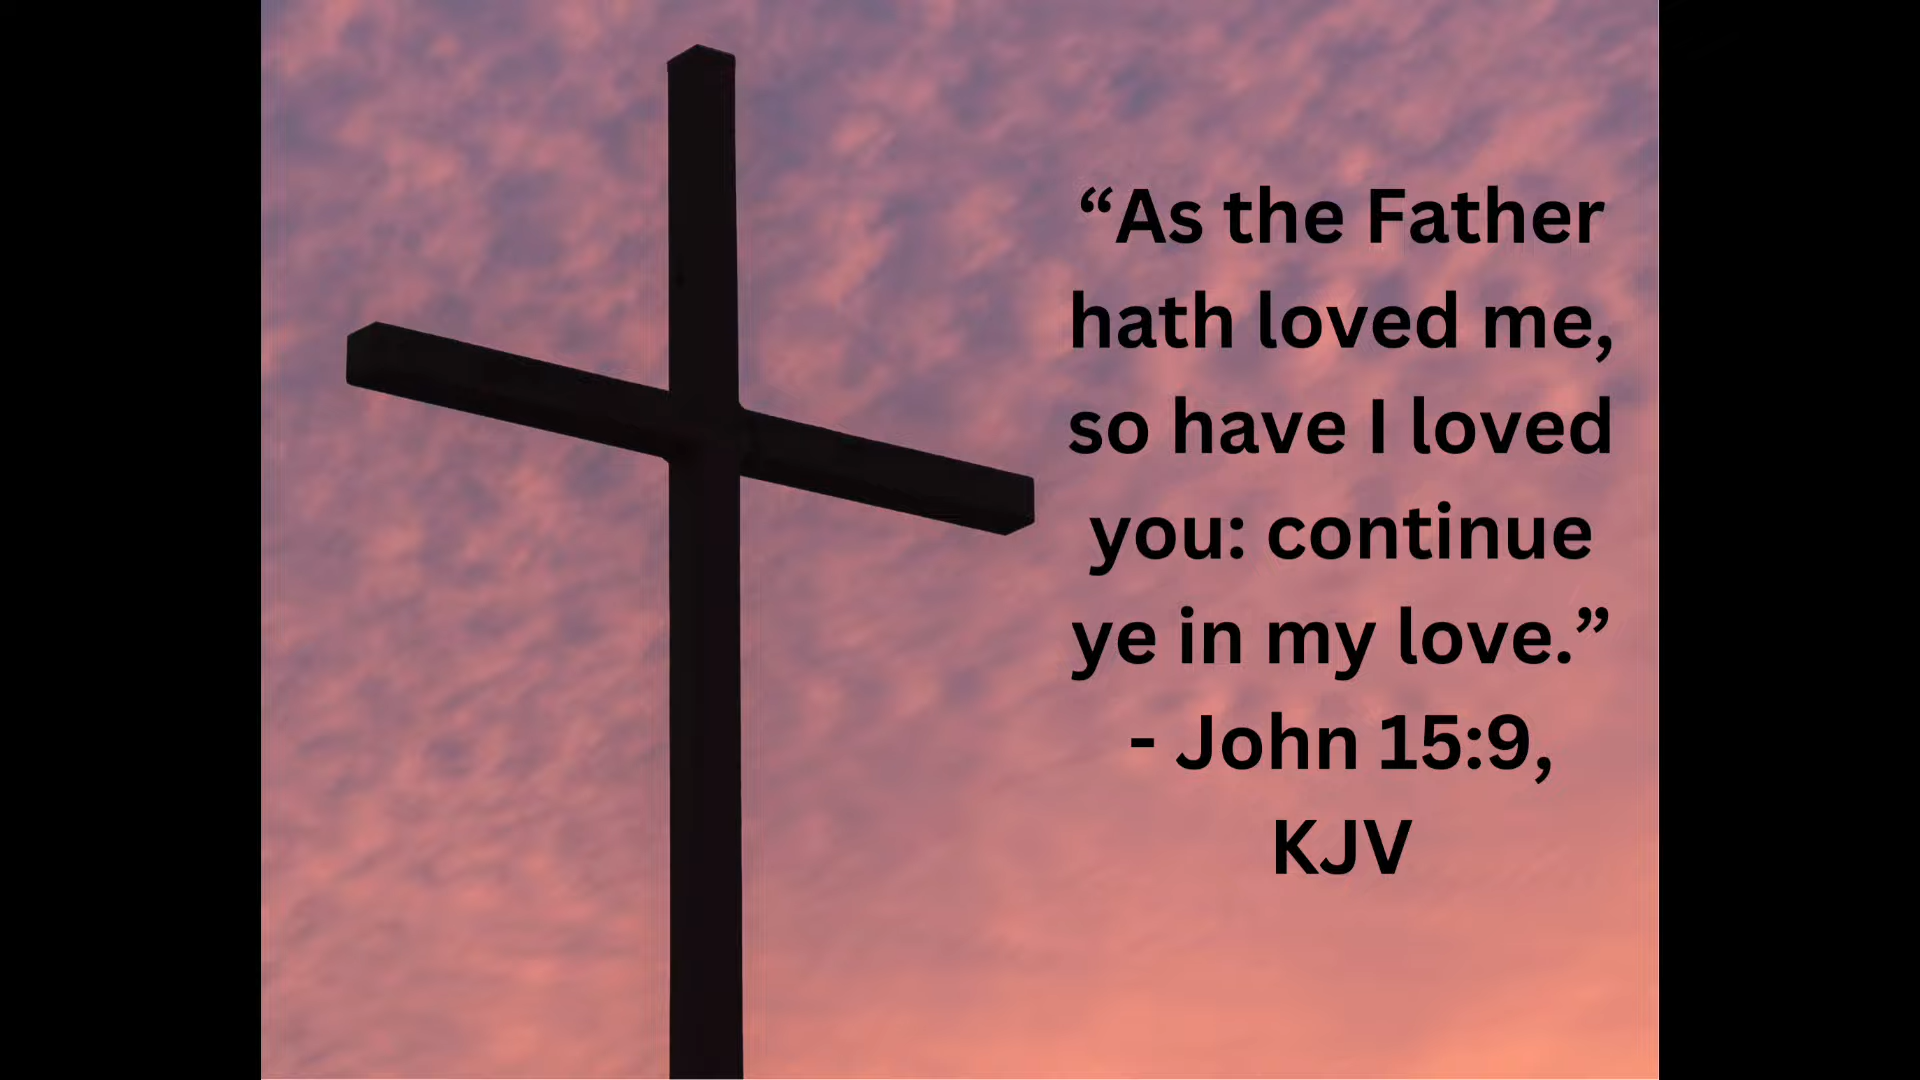 “As the Father
hath loved me,
so have I loved
you: continue
ye in my love.”
- John 15:9,
KJV